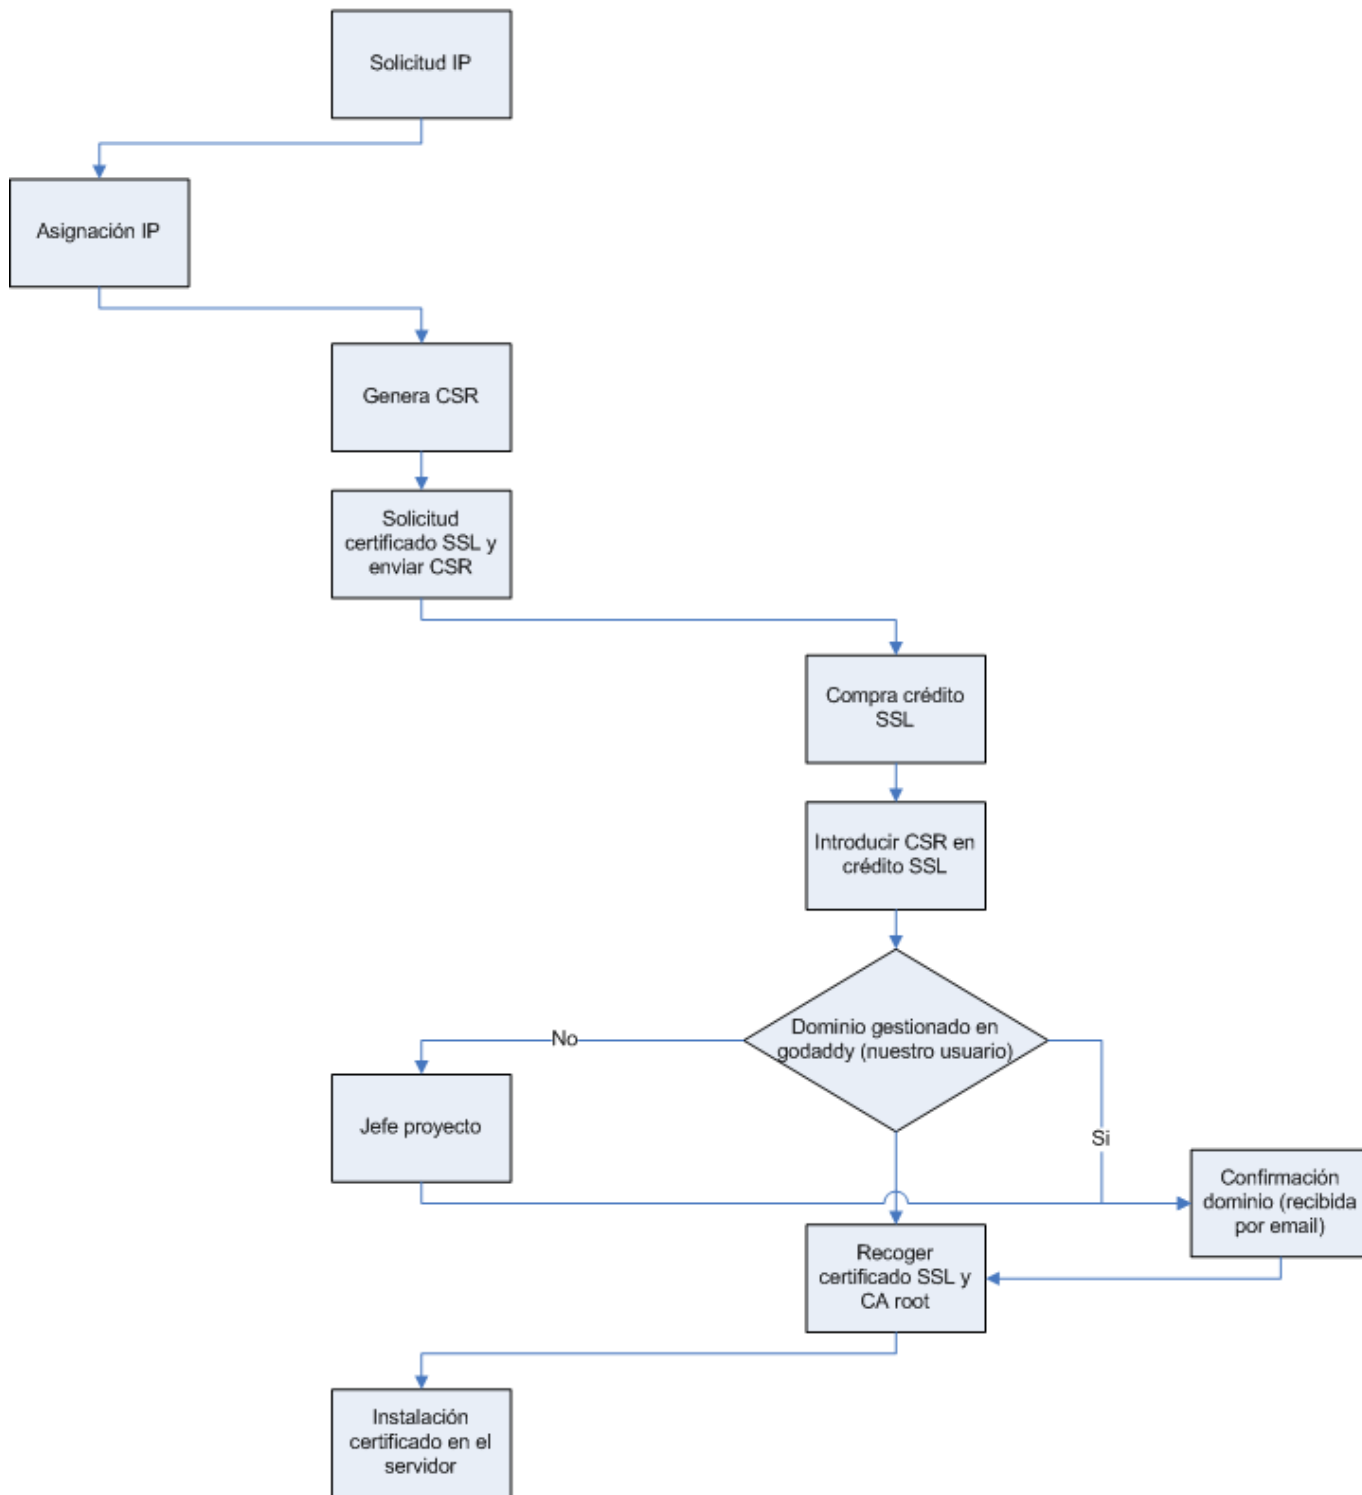 Solicitud IP
Asignación IP
Genera CSR
Solicitud
certificado SSL y
enviar CSR
Compra crédito
SSL
Introducir CSR en
crédito SSL
Dominio gestionado en
godaddy (nuestro usuario)
No
Si
Jefe proyecto
Confirmación
dominio (recibida
por email)
Recoger
certificado SSL y
CA root
Instalación
certificado en el
servidor